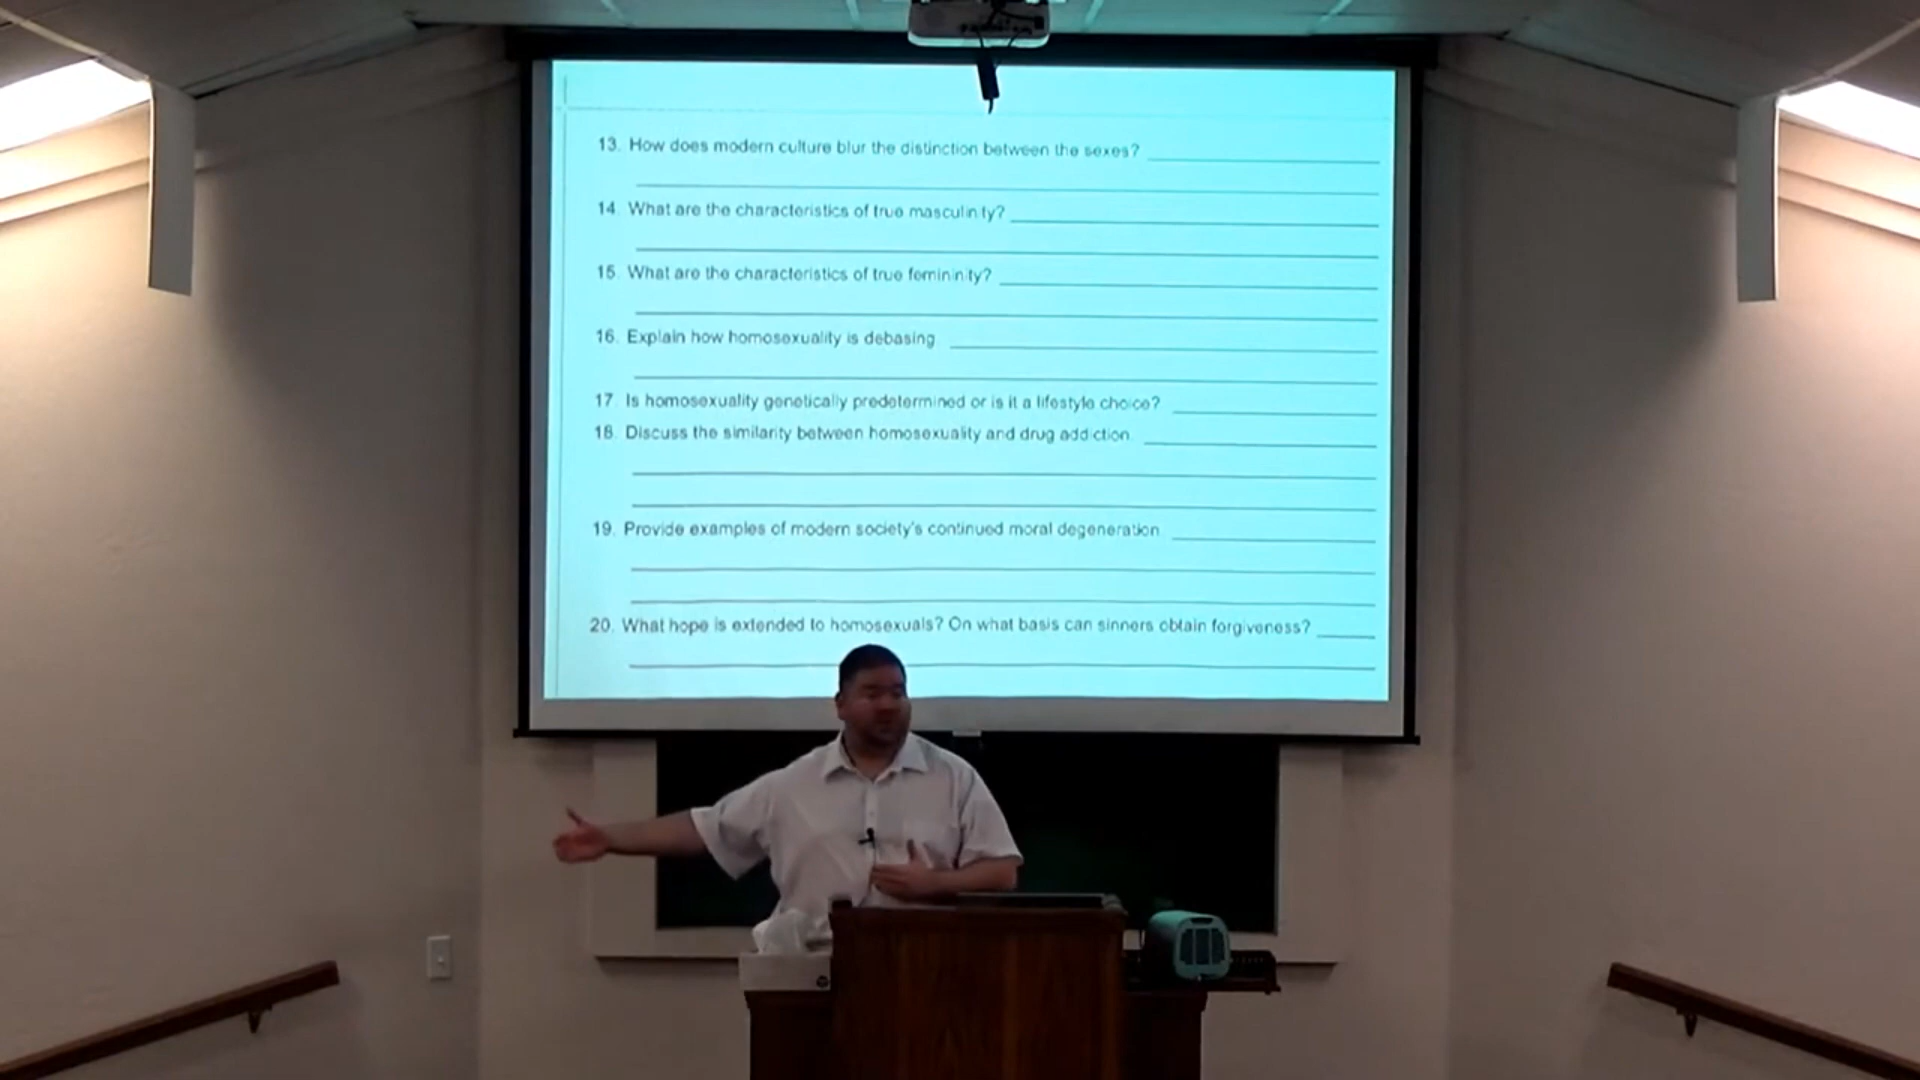 13. How does modern culture blur the distinction between the sexes?
14. What are the characteristics of true masculinity?
15. What are the characteristics of true femininity?
16. Explain how homosexuality is debasing.
17. Is homosexuality genetically predetermined or is it a lifestyle choice?
18. Discuss the similarity between homosexuality and drug addiction.
19. Provide examples of modern society's continued moral degeneration.
20. What hope is extended to homosexuals? On what basis can sinners obtain forgiveness?